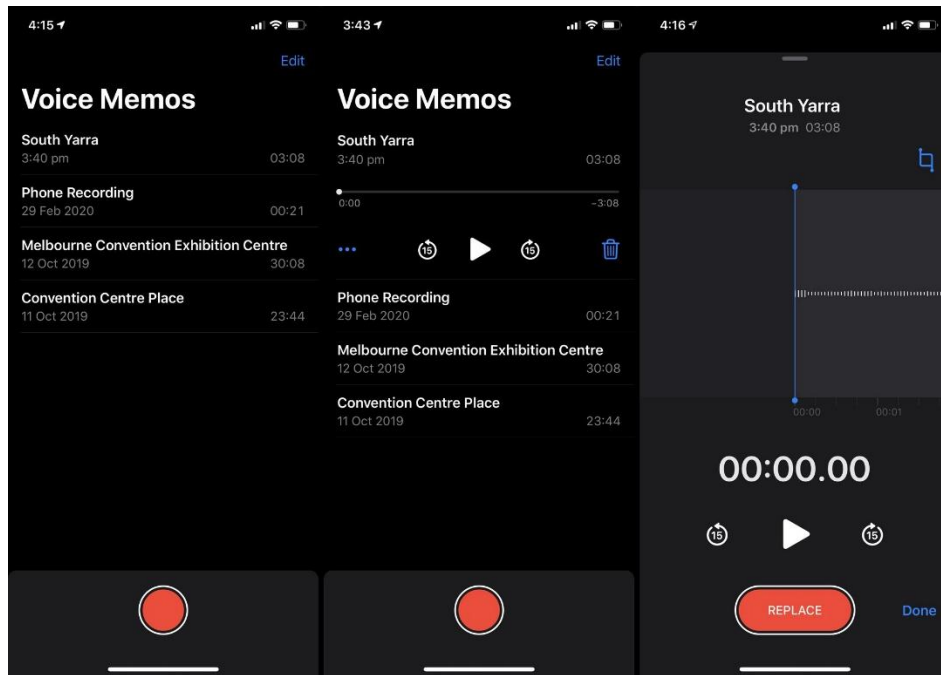 4:15
Edit
Voice Memos
South Yarra
3:40 pm 03:08
Phone Recording
29 Feb 2020 00:21
Melbourne Convention Exhibition Centre
12 Oct 2019 30:08
Convention Centre Place
11 Oct 2019 23:44
3:43
Edit
Voice Memos
South Yarra
3:40 pm 03:08
0:00 -3:08
15 15
Phone Recording
29 Feb 2020 00:21
Melbourne Convention Exhibition Centre
12 Oct 2019 30:08
Convention Centre Place
11 Oct 2019 23:44
4:16
South Yarra
3:40 pm 03:08
00:00 00:01
00:00.00
15 15
REPLACE Done